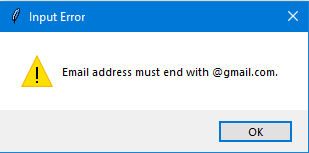 Input Error
Email address must end with @gmail.com.
OK